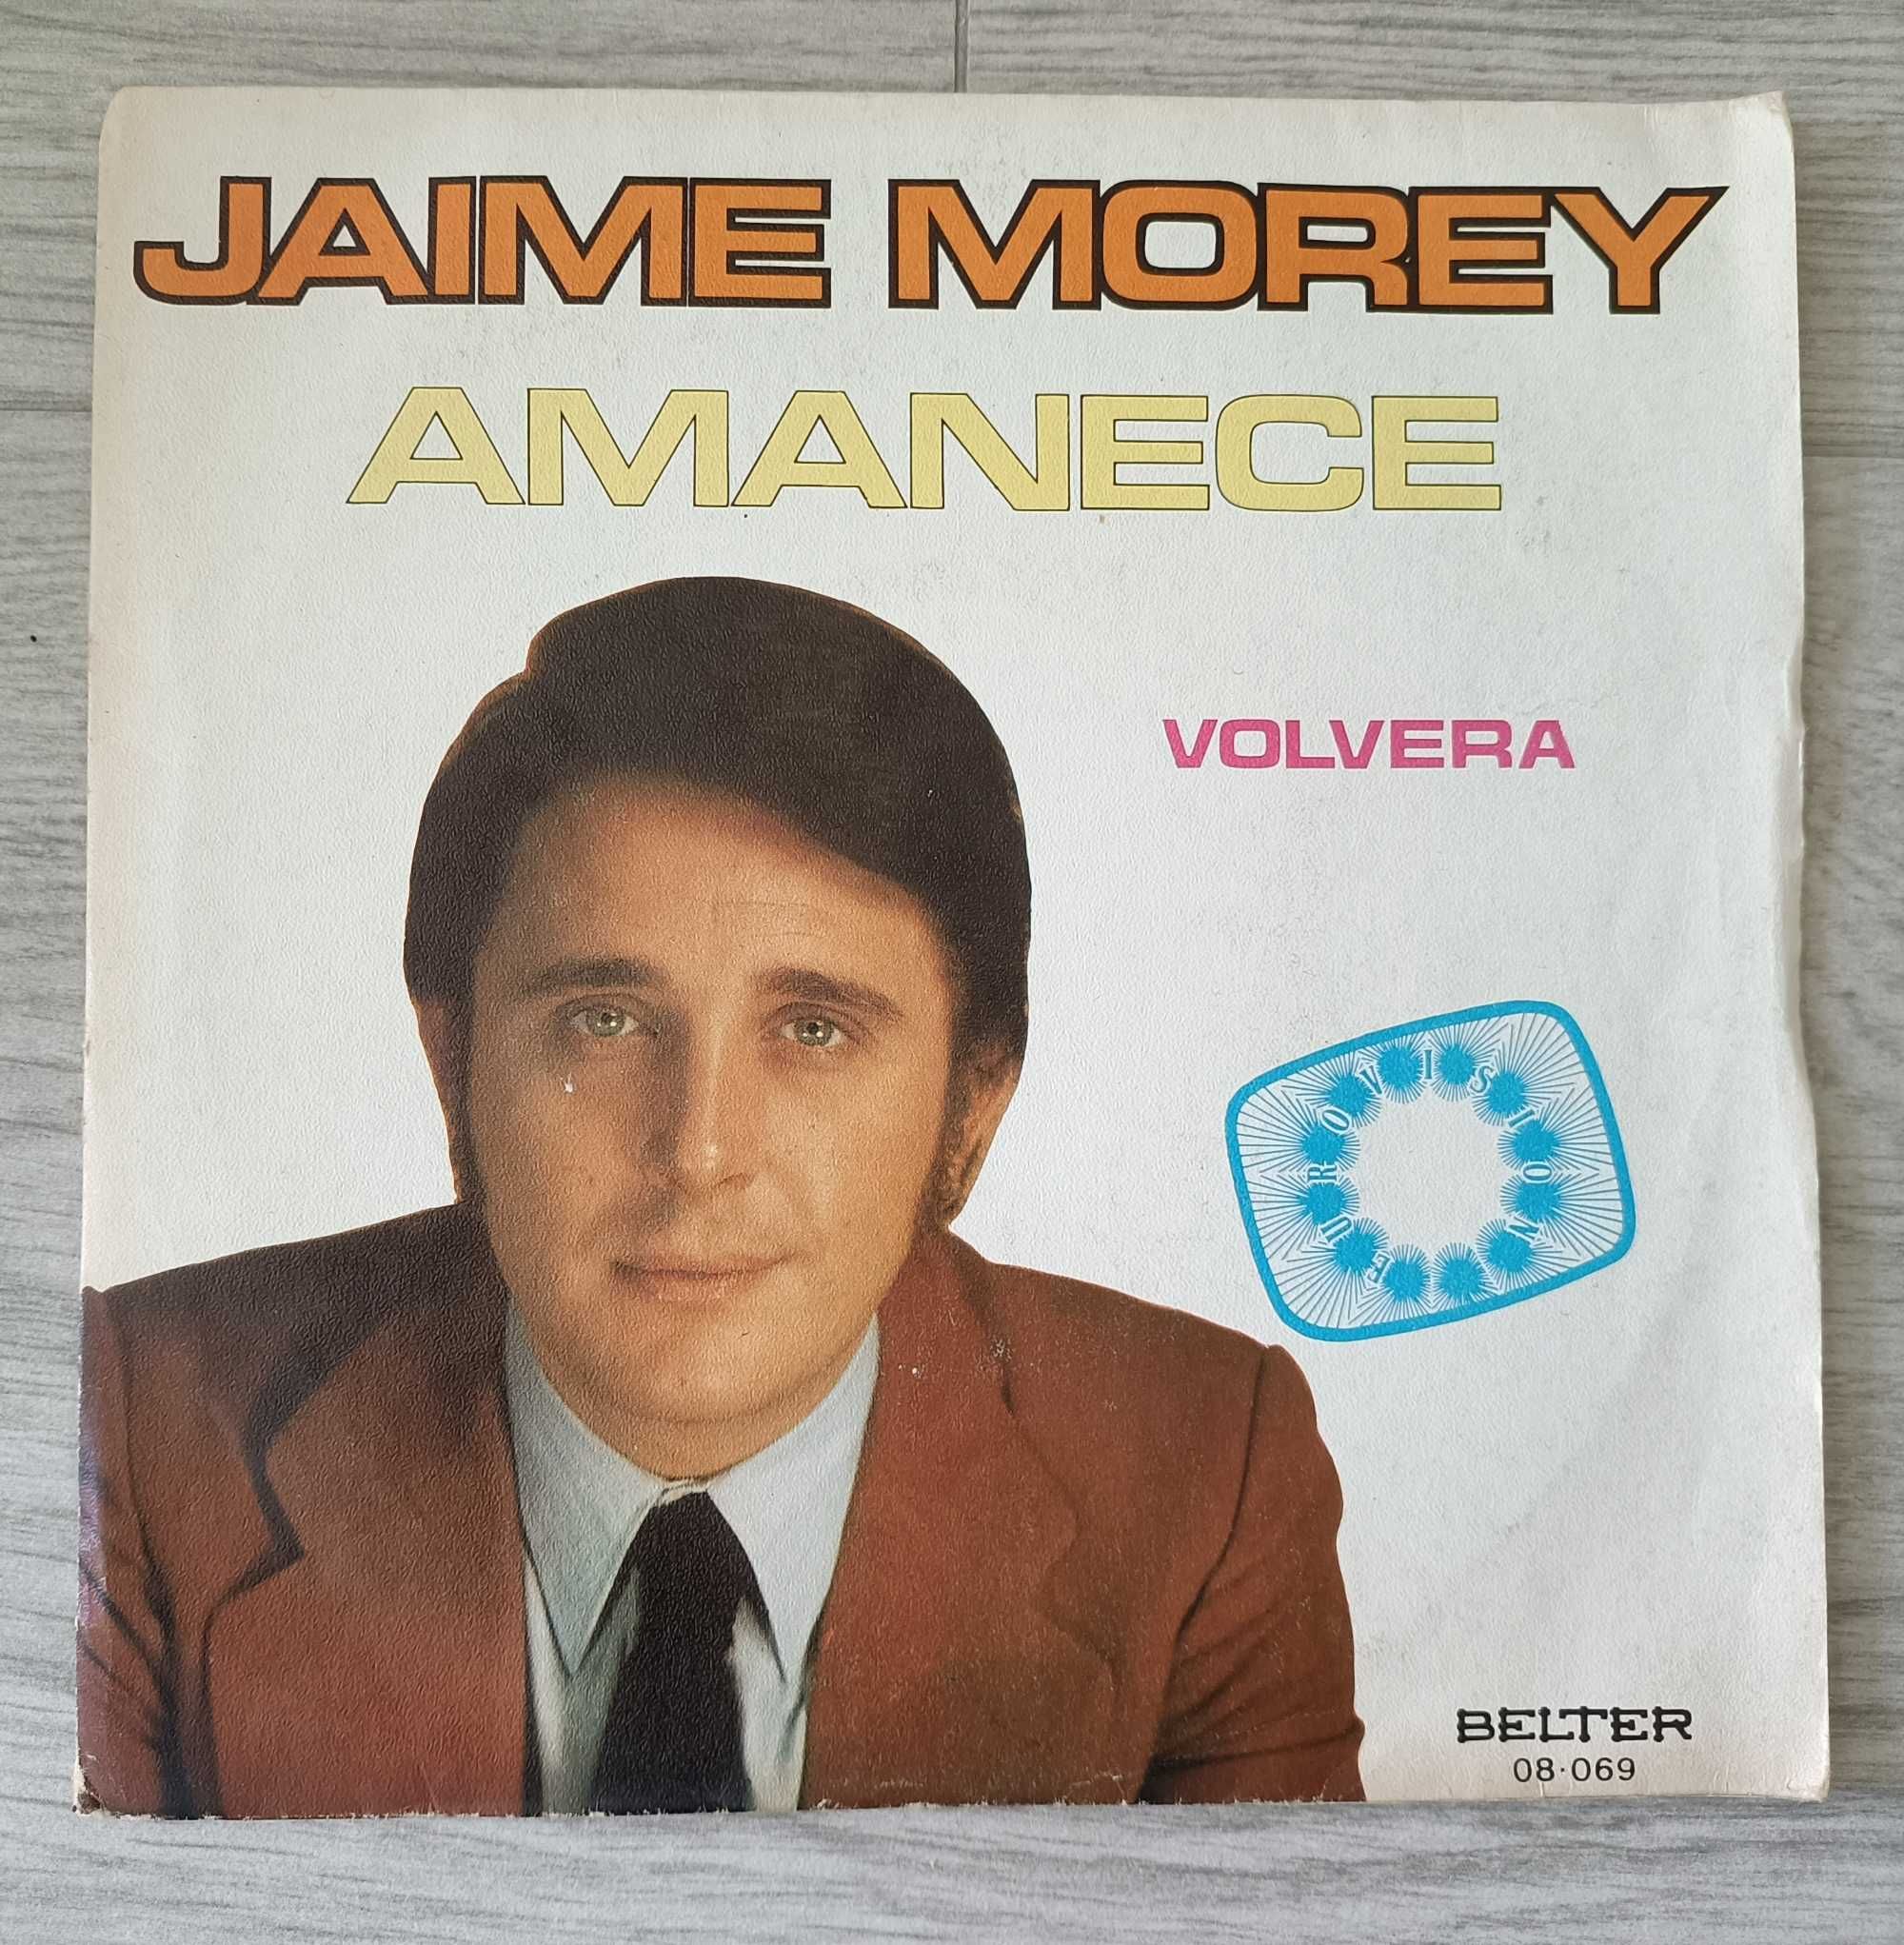 JAIME MOREY
AMANECE
VOLVERA
EUROVISION
BELTER
08·069